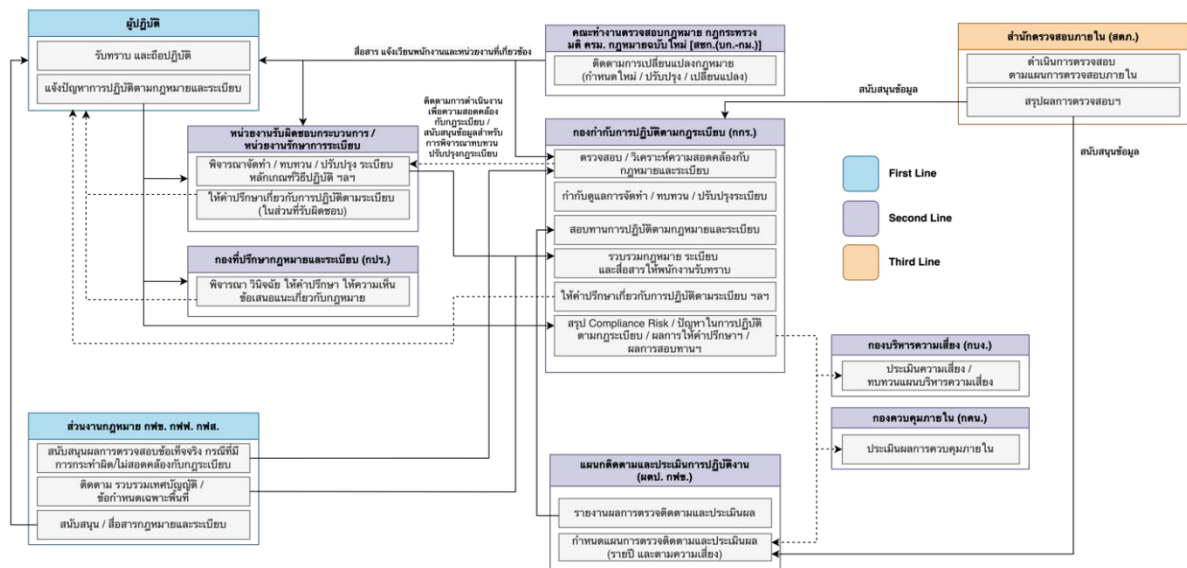 ผู้ปฏิบัติ
รับทราบ และถือปฏิบัติ
แจ้งปัญหาการปฏิบัติตามกฎหมายและระเบียบ
สื่อสาร แจ้งเวียนพนักงานและหน่วยงานที่เกี่ยวข้อง
คณะทำงานตรวจสอบกฎหมาย กฎกระทรวง
มติ ครม. กฎหมายฉบับใหม่ [สชก.(บก.-กม.)]
ติดตามการเปลี่ยนแปลงกฎหมาย
(กำหนดใหม่ / ปรับปรุง / เปลี่ยนแปลง)
สำนักตรวจสอบภายใน (สตภ.)
ดำเนินการตรวจสอบ
ตามแผนการตรวจสอบภายใน
สรุปผลการตรวจสอบฯ
สนับสนุนข้อมูล
สนับสนุนข้อมูล
หน่วยงานรับผิดชอบกระบวนการ /
หน่วยงานรักษาการระเบียบ
พิจารณาจัดทำ / ทบทวน / ปรับปรุง ระเบียบ
หลักเกณฑ์วิธีปฏิบัติ ฯลฯ
ให้คำปรึกษาเกี่ยวกับการปฏิบัติตามระเบียบ
(ในส่วนที่รับผิดชอบ)
ติดตามการดำเนินงาน
เพื่อความสอดคล้อง
กับกฎระเบียบ /
สนับสนุนข้อมูลสำหรับ
การพิจารณาทบทวน
ปรับปรุงกฎระเบียบ
กองกำกับการปฏิบัติตามกฎระเบียบ (กกร.)
ตรวจสอบ / วิเคราะห์ความสอดคล้องกับ
กฎหมายและระเบียบ
กำกับดูแลการจัดทำ / ทบทวน / ปรับปรุงระเบียบ
สอบทานการปฏิบัติตามกฎหมายและระเบียบ
รวบรวมกฎหมาย ระเบียบ
และสื่อสารให้พนักงานรับทราบ
ให้คำปรึกษาเกี่ยวกับการปฏิบัติตามระเบียบ ฯลฯ
สรุป Compliance Risk / ปัญหาในการปฏิบัติ
ตามกฎระเบียบ / ผลการให้คำปรึกษาฯ /
ผลการสอบทานฯ
First Line
Second Line
Third Line
กองที่ปรึกษากฎหมายและระเบียบ (กปร.)
พิจารณา วินิจฉัย ให้คำปรึกษา ให้ความเห็น
ข้อเสนอแนะเกี่ยวกับกฎหมาย
กองบริหารความเสี่ยง (กบง.)
ประเมินความเสี่ยง /
ทบทวนแผนบริหารความเสี่ยง
กองควบคุมภายใน (กคน.)
ประเมินผลการควบคุมภายใน
ส่วนงานกฎหมาย กฟข. กฟฟ. กฟส.
สนับสนุนผลการตรวจสอบข้อเท็จจริง กรณีที่มี
การกระทำผิด/ไม่สอดคล้องกับกฎระเบียบ
ติดตาม รวบรวมเทศบัญญัติ /
ข้อกำหนดเฉพาะพื้นที่
สนับสนุน / สื่อสารกฎหมายและระเบียบ
แผนกติดตามและประเมินการปฏิบัติงาน
(ผตป. กฟข.)
รายงานผลการตรวจติดตามและประเมินผล
กำหนดแผนการตรวจติดตามและประเมินผล
(รายปี และตามความเสี่ยง)